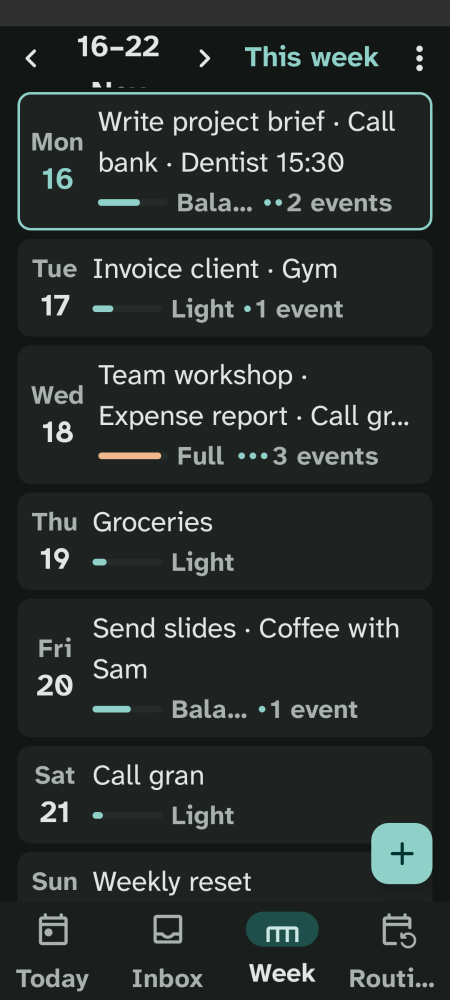 16–22
This week
Mon
16
Write project brief · Call
bank · Dentist 15:30
Bala... ••2 events
Tue
17
Invoice client · Gym
Light •1 event
Wed
18
Team workshop ·
Expense report · Call gr...
Full •••3 events
Thu
19
Groceries
Light
Fri
20
Send slides · Coffee with
Sam
Bala... •1 event
Sat
21
Call gran
Light
Sun
Weekly reset
Today
Inbox
Week
Routi...